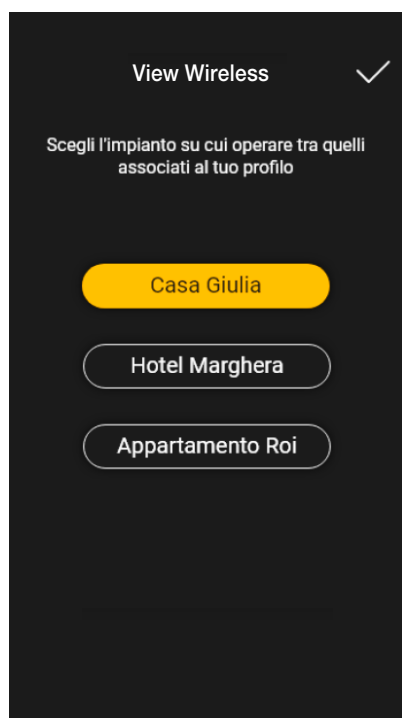 View Wireless
Scegli l'impianto su cui operare tra quelli
associati al tuo profilo
Casa Giulia
Hotel Marghera
Appartamento Roi